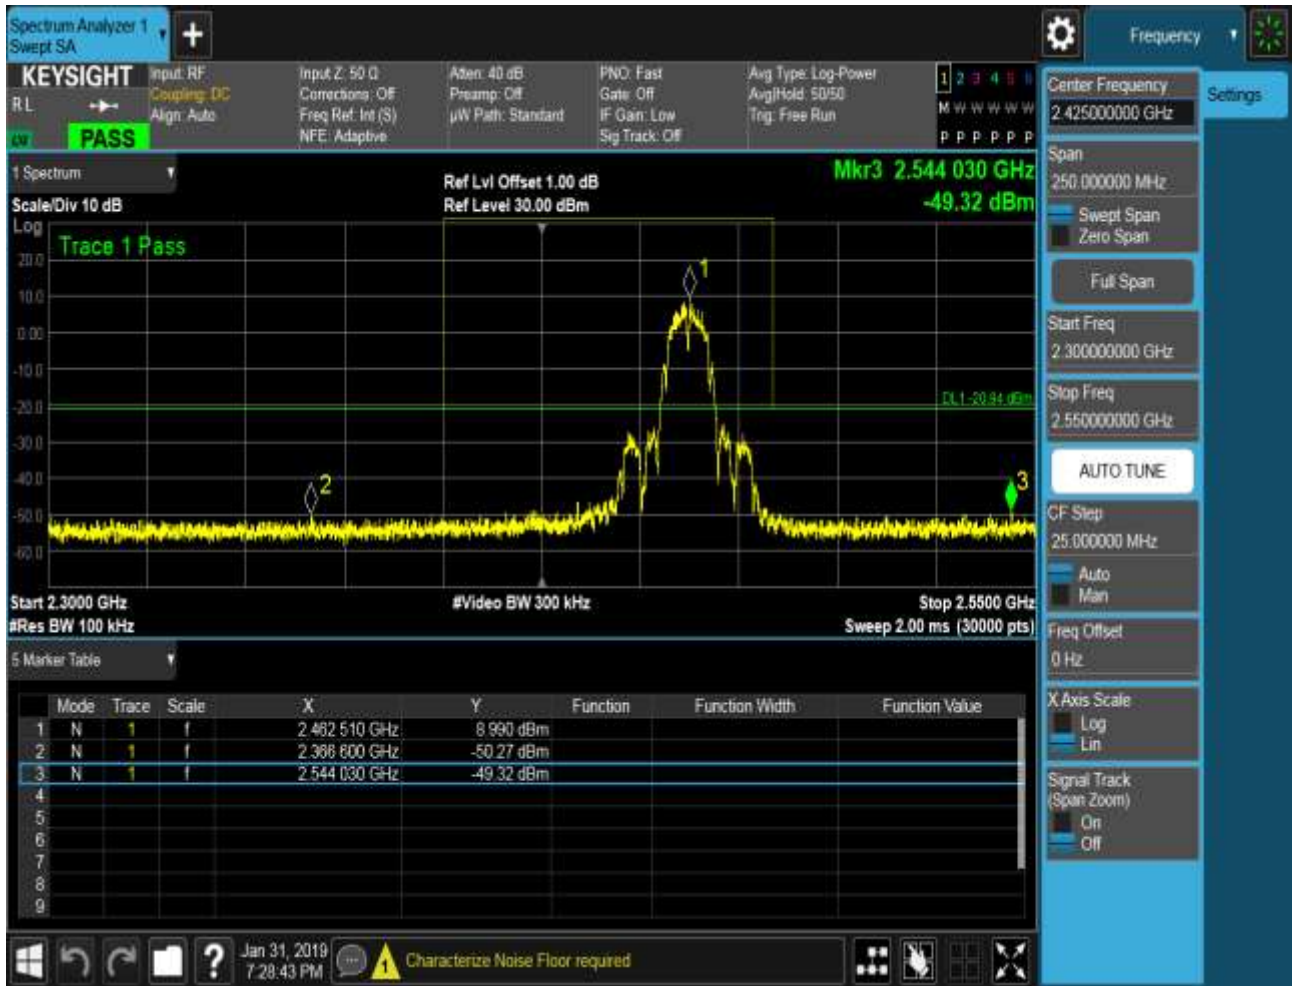 Spectrum Analyzer 1
Swept SA
+
Frequency
KEYSIGHT
R L
PASS
Input: RF
Coupling: DC
Align: Auto
Input Z: 50 Ω
Corrections: Off
Freq Ref: Int (S)
NFE: Adaptive
Atten: 40 dB
Preamp: Off
µW Path: Standard
PNO: Fast
Gate: Off
IF Gain: Low
Sig Track: Off
Avg Type: Log-Power
Avg|Hold: 50/50
Trig: Free Run
1 2 3 4 5 6
M W W W W W
P P P P P P
1 Spectrum
Scale/Div 10 dB
Ref Lvl Offset 1.00 dB
Ref Level 30.00 dBm
Mkr3 2.544 030 GHz
-49.32 dBm
Log
Trace 1 Pass
20.0
10.0
0.00
-10.0
-20.0
-30.0
-40.0
-50.0
-60.0
1
2
3
DL1 -20.94 dBm
Start 2.3000 GHz
#Res BW 100 kHz
#Video BW 300 kHz
Stop 2.5500 GHz
Sweep 2.00 ms (30000 pts)
5 Marker Table
Mode Trace Scale X Y Function Function Width Function Value
1 N 1 f 2.462 510 GHz 8.990 dBm
2 N 1 f 2.366 600 GHz -50.27 dBm
3 N 1 f 2.544 030 GHz -49.32 dBm
4
5
6
7
8
9
Center Frequency
2.425000000 GHz
Settings
Span
250.000000 MHz
Swept Span
Zero Span
Full Span
Start Freq
2.300000000 GHz
Stop Freq
2.550000000 GHz
AUTO TUNE
CF Step
25.000000 MHz
Auto
Man
Freq Offset
0 Hz
X Axis Scale
Log
Lin
Signal Track
(Span Zoom)
On
Off
?
Jan 31, 2019
7:28:43 PM
1
Characterize Noise Floor required